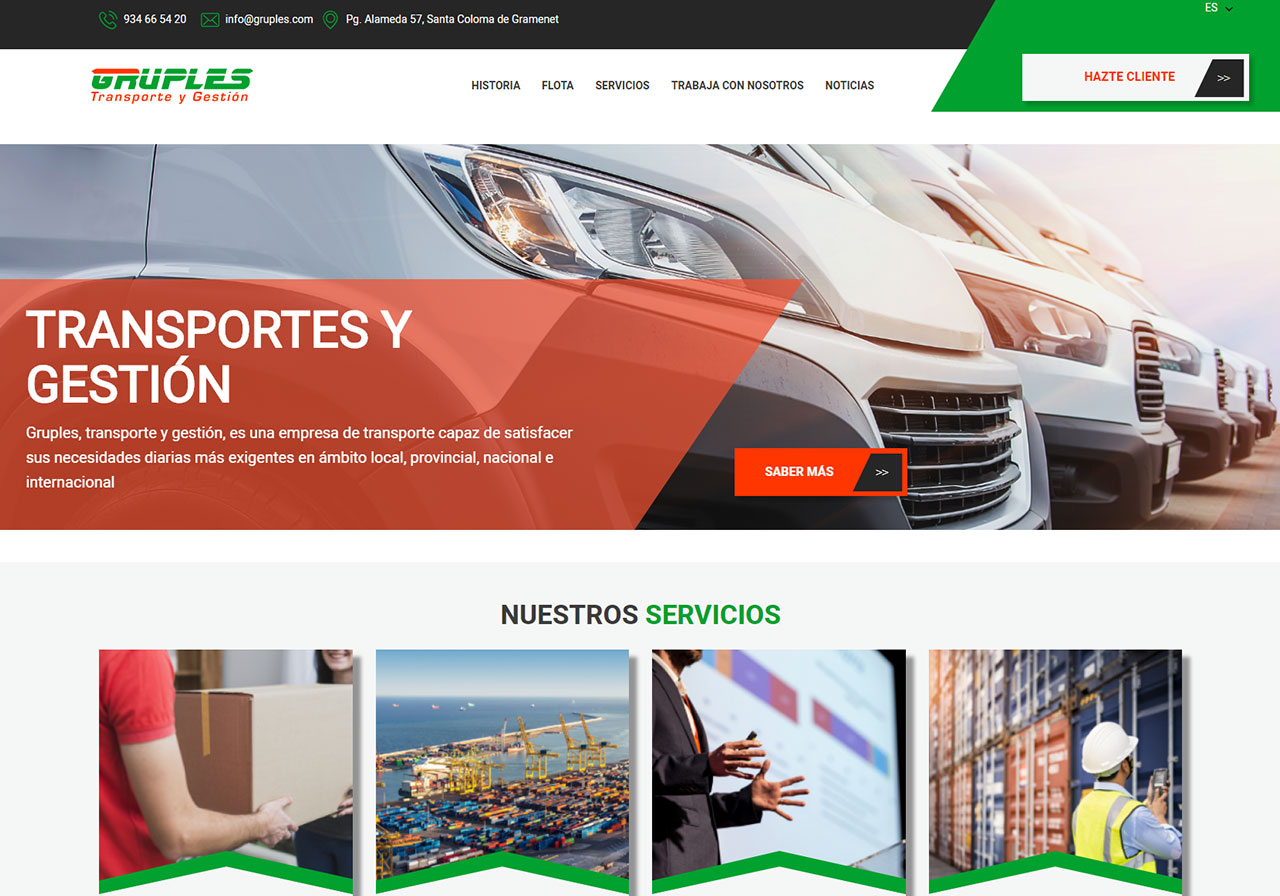 934 66 54 20 info@gruples.com Pg. Alameda 57, Santa Coloma de Gramenet
ES
GRUPLES
Transporte y Gestión
HISTORIA FLOTA SERVICIOS TRABAJA CON NOSOTROS NOTICIAS
HAZTE CLIENTE >>
TRANSPORTES Y
GESTIÓN
Gruples, transporte y gestión, es una empresa de transporte capaz de satisfacer
sus necesidades diarias más exigentes en ámbito local, provincial, nacional e
internacional
SABER MÁS >>
NUESTROS SERVICIOS